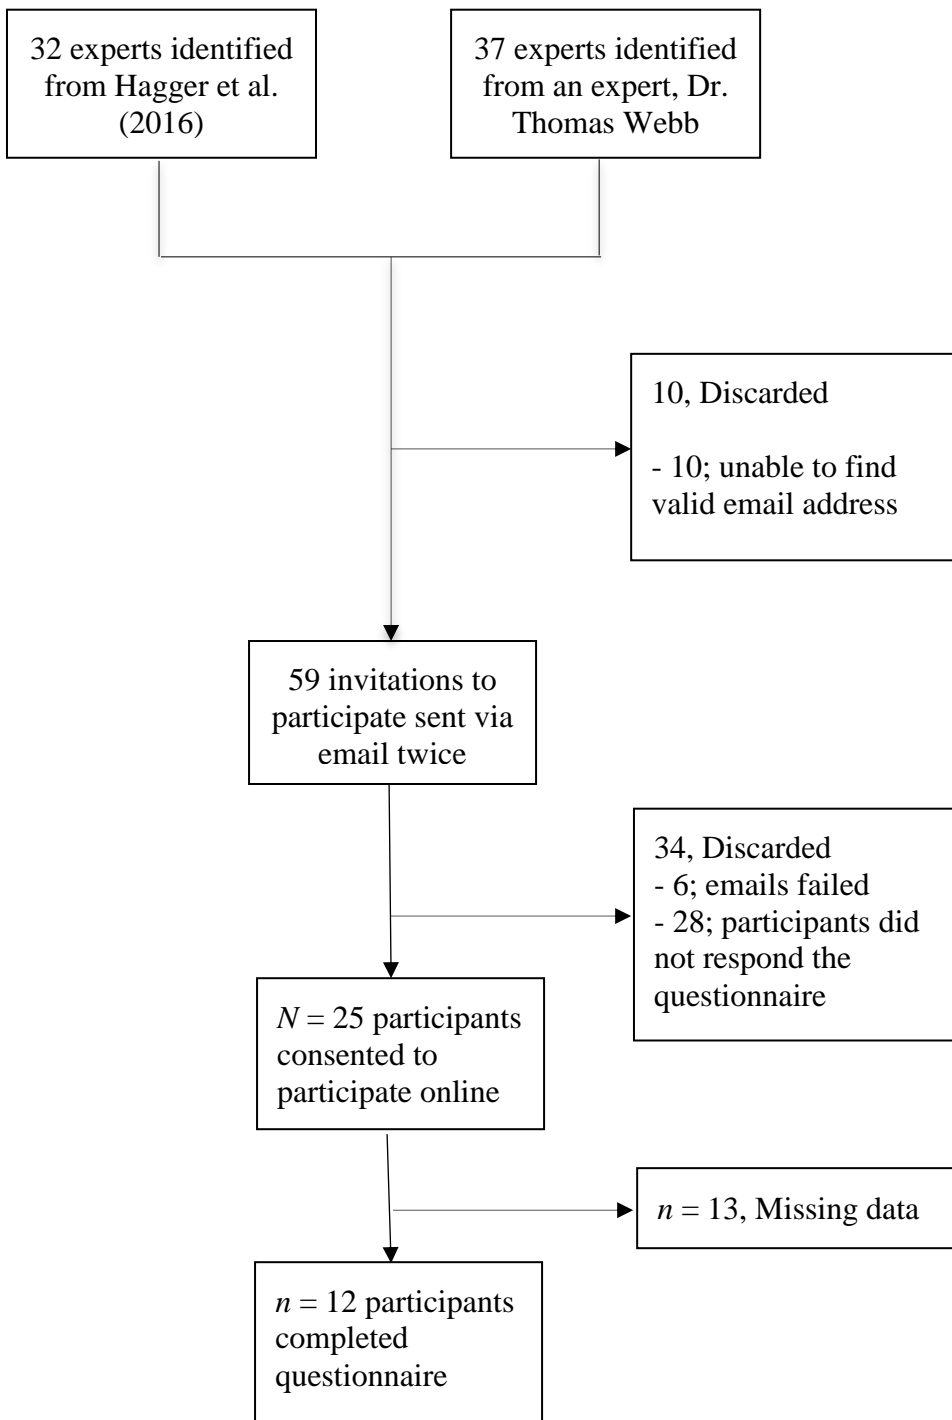 32 experts identified
from Hagger et al.
(2016)
37 experts identified
from an expert, Dr.
Thomas Webb
10, Discarded
- 10; unable to find
valid email address
59 invitations to
participate sent via
email twice
34, Discarded
- 6; emails failed
- 28; participants did
not respond the
questionnaire
N = 25 participants
consented to
participate online
n = 13, Missing data
n = 12 participants
completed
questionnaire